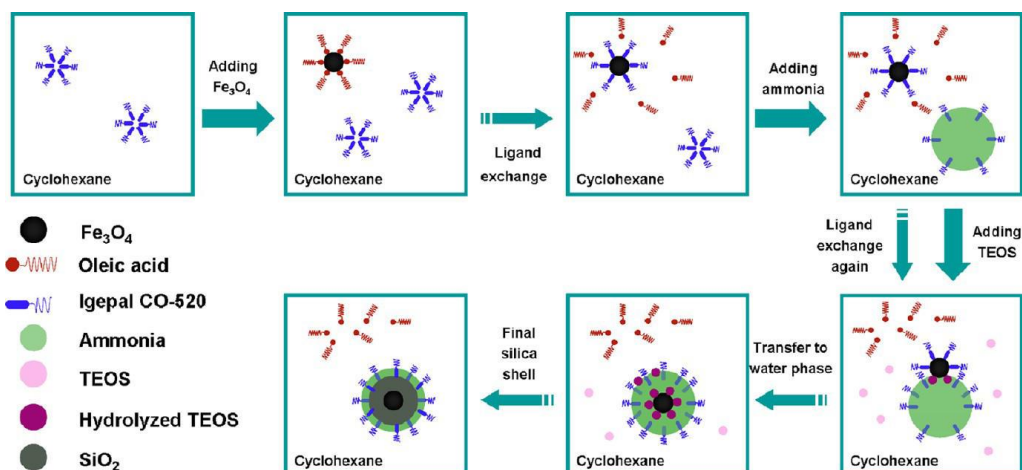 Adding
Fe₃O₄
Ligand
exchange
Adding
ammonia
Cyclohexane
Cyclohexane
Cyclohexane
Cyclohexane
Fe₃O₄
Oleic acid
Igepal CO-520
Ammonia
TEOS
Hydrolyzed TEOS
SiO₂
Ligand
exchange
again
Adding
TEOS
Final
silica
shell
Transfer to
water phase
Cyclohexane
Cyclohexane
Cyclohexane